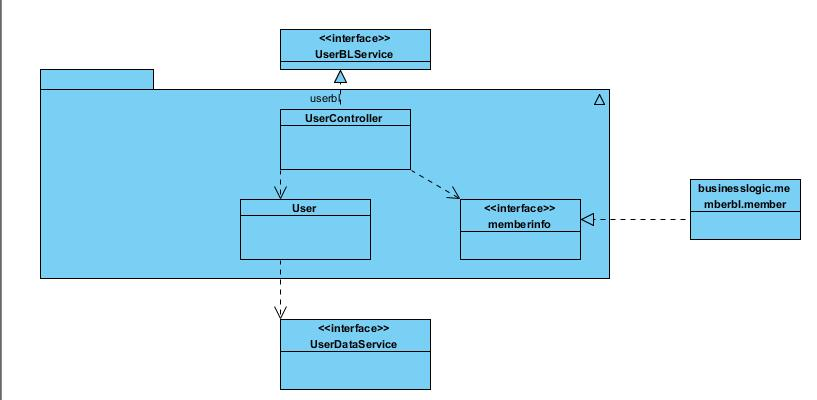 <<interface>>
UserBLService
userbl
UserController
businesslogic.me
mberbl.member
User
<<interface>>
memberinfo
<<interface>>
UserDataService